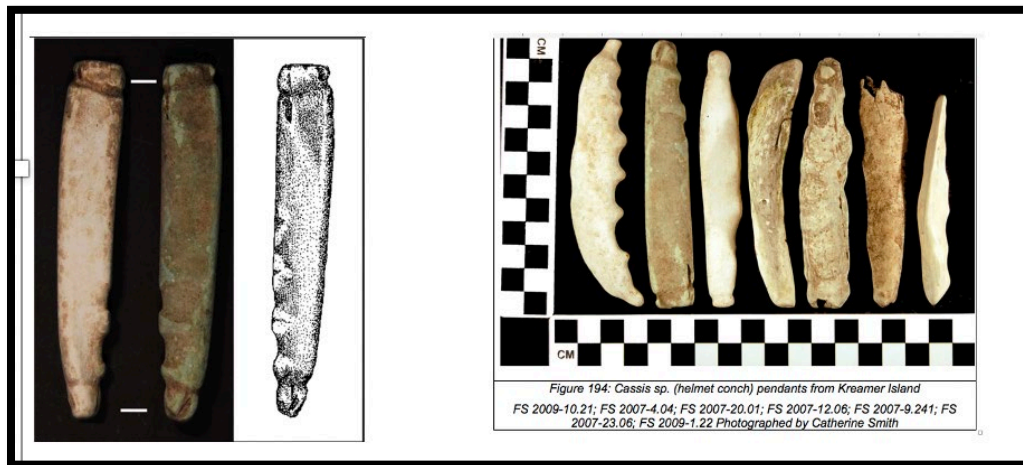 CM
CM
Figure 194: Cassis sp. (helmet conch) pendants from Kreamer Island
FS 2009-10.21; FS 2007-4.04; FS 2007-20.01; FS 2007-12.06; FS 2007-9.241; FS
2007-23.06; FS 2009-1.22 Photographed by Catherine Smith